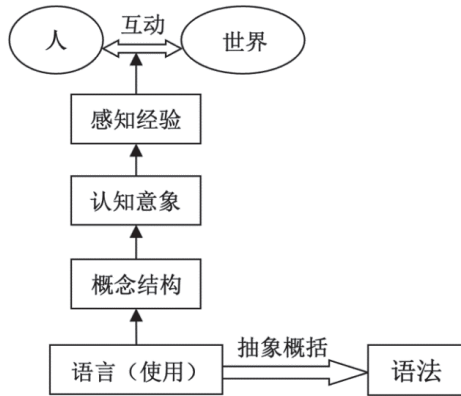 互动
人
世界
感知经验
认知意象
概念结构
抽象概括
语言（使用）
语法